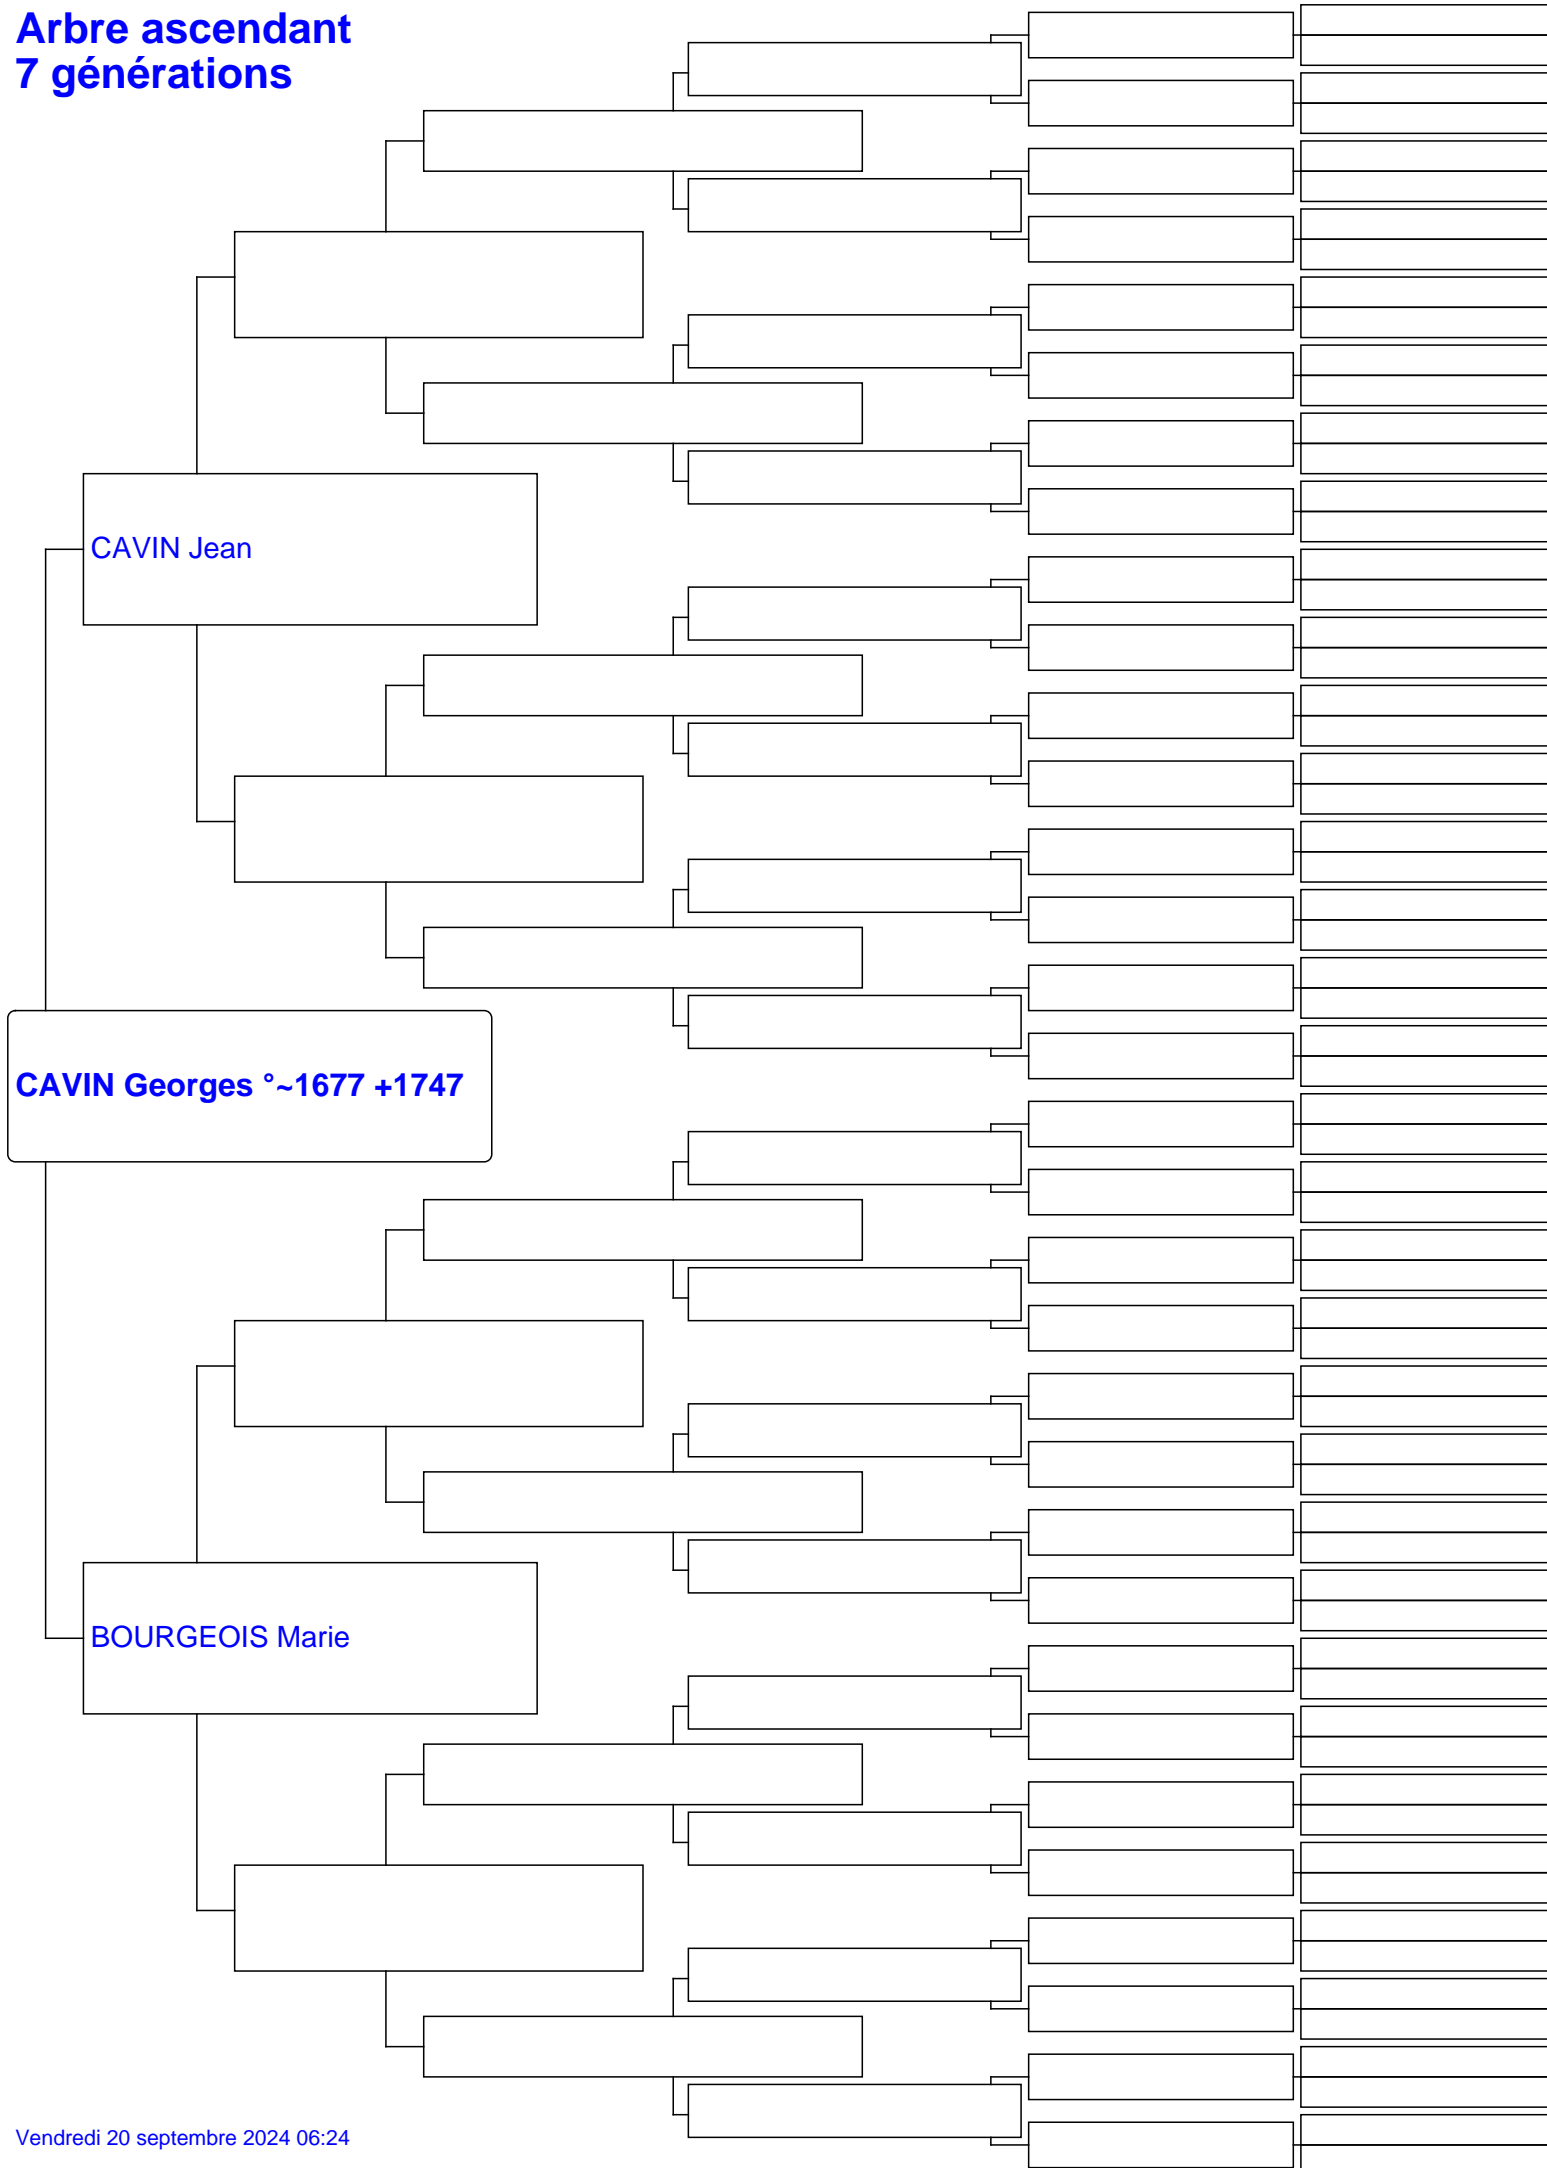 Arbre ascendant
7 générations
CAVIN Jean
CAVIN Georges °~1677 +1747
BOURGEOIS Marie
Vendredi 20 septembre 2024 06:24